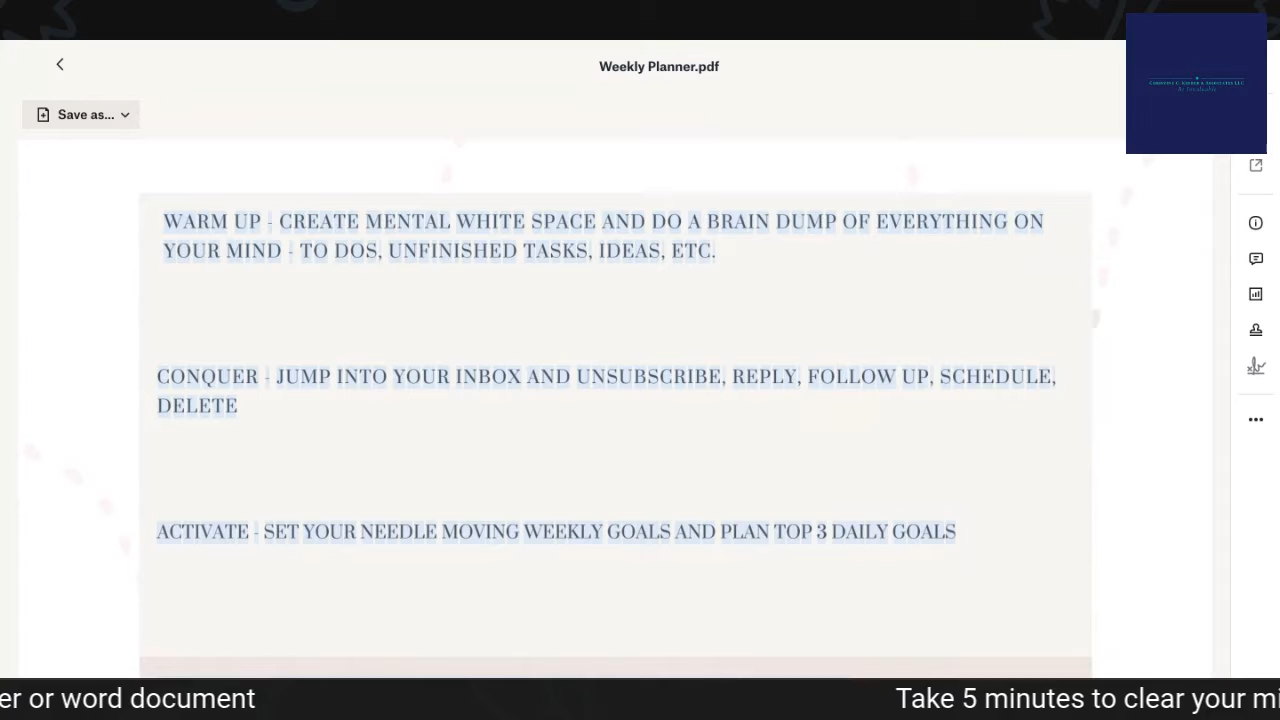 Weekly Planner.pdf
Save as...
WARM UP - CREATE MENTAL WHITE SPACE AND DO A BRAIN DUMP OF EVERYTHING ON
YOUR MIND - TO DOS, UNFINISHED TASKS, IDEAS, ETC.
CONQUER - JUMP INTO YOUR INBOX AND UNSUBSCRIBE, REPLY, FOLLOW UP, SCHEDULE,
DELETE
ACTIVATE - SET YOUR NEEDLE MOVING WEEKLY GOALS AND PLAN TOP 3 DAILY GOALS
er or word document
Take 5 minutes to clear your mi